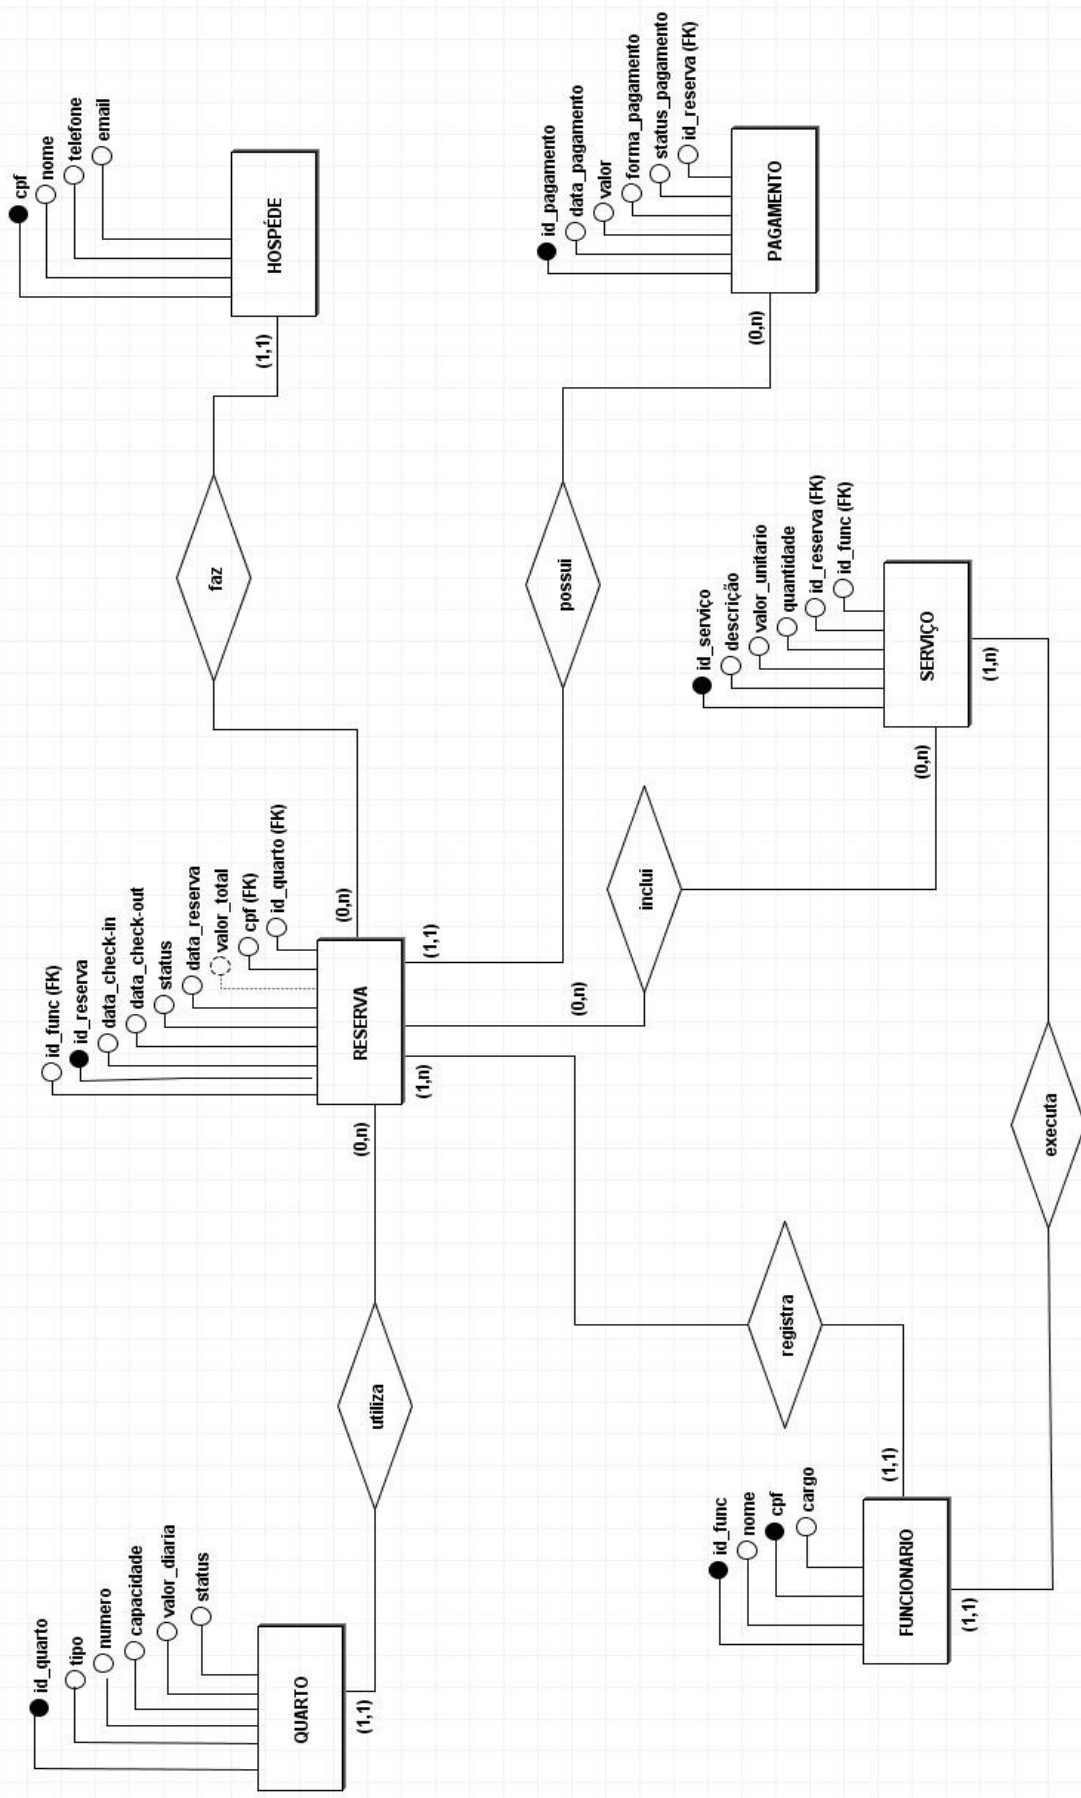 id_quarto
tipo
numero
capacidade
valor_diaria
status
QUARTO
(1,1)
utiliza
(0,n)
id_func (FK)
id_reserva
data_check-in
data_check-out
status
data_reserva
valor_total
cpf (FK)
id_quarto (FK)
RESERVA
(0,n)
faz
(1,1)
cpf
nome
telefone
email
HOSPÉDE
(1,1)
possui
(0,n)
id_pagamento
data_pagamento
valor
forma_pagamento
status_pagamento
id_reserva (FK)
PAGAMENTO
(0,n)
inclui
(0,n)
id_serviço
descrição
valor_unitario
quantidade
id_reserva (FK)
id_func (FK)
SERVIÇO
(1,n)
(1,n)
registra
(1,1)
id_func
nome
cpf
cargo
FUNCIONARIO
(1,1)
executa